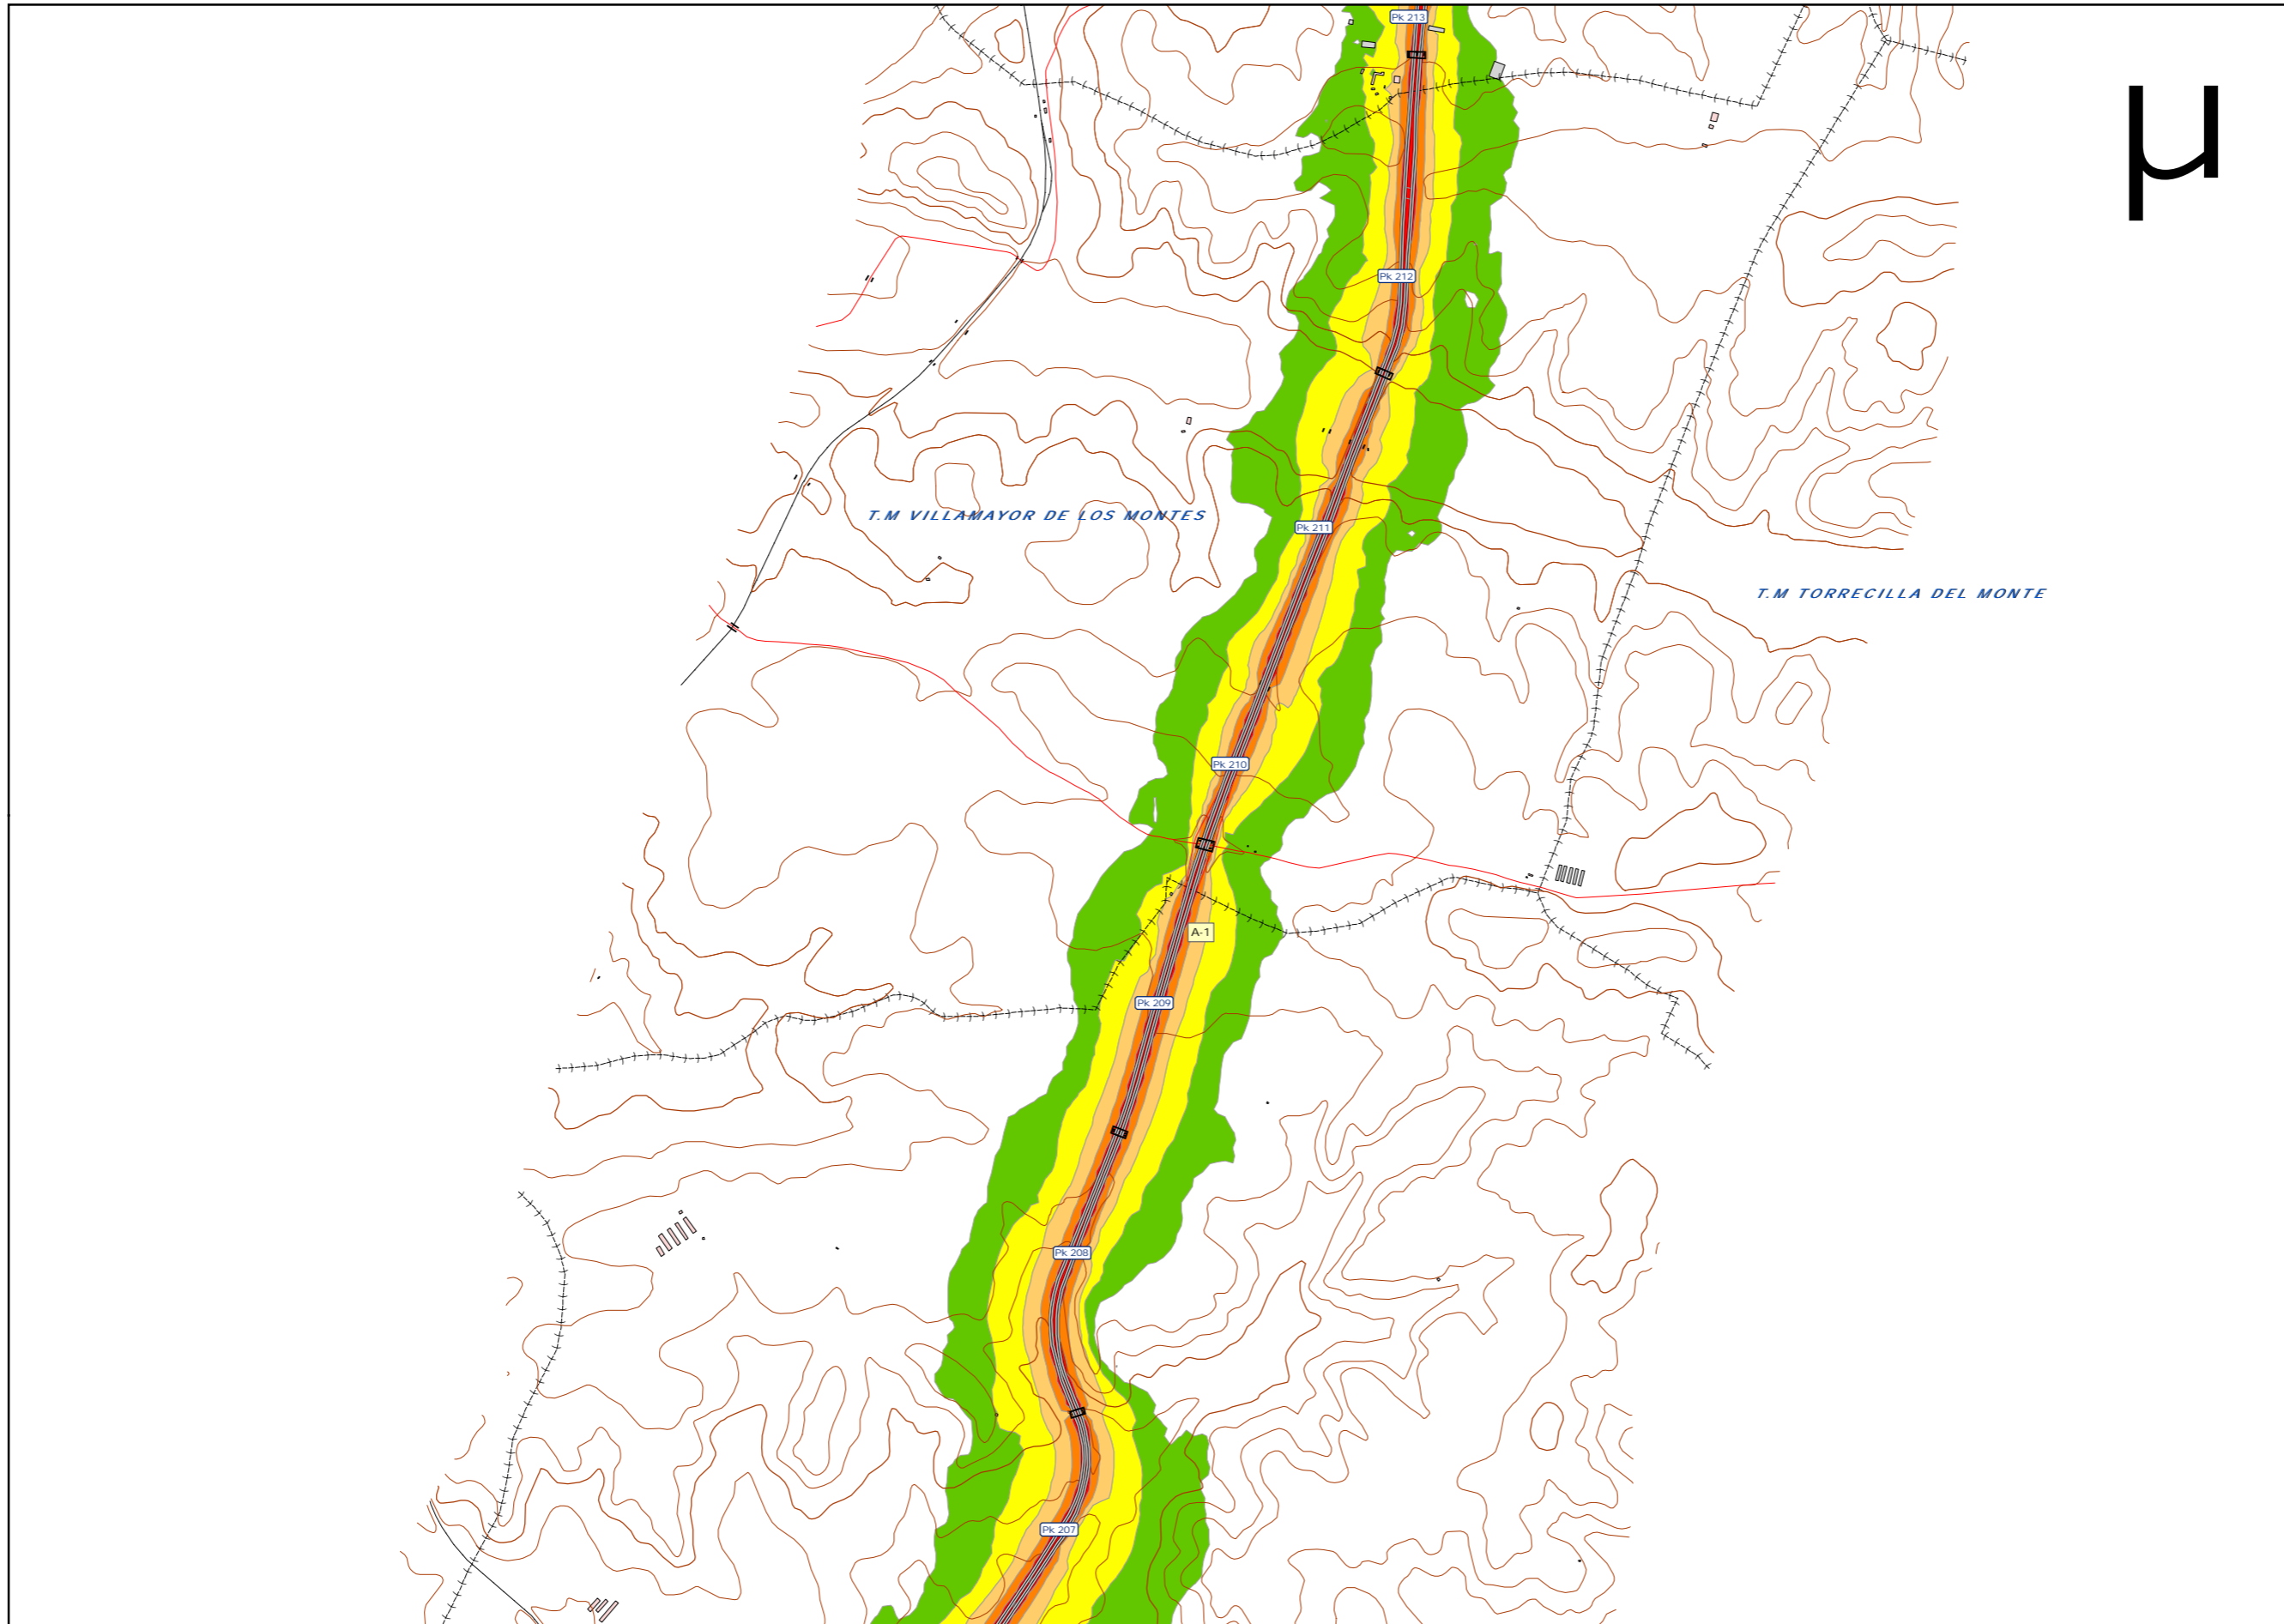 Pk 213
µ
Pk 212
T.M VILLAMAYOR DE LOS MONTES
Pk 211
T.M TORRECILLA DEL MONTE
Pk 210
A-1
Pk 209
Pk 208
Pk 207